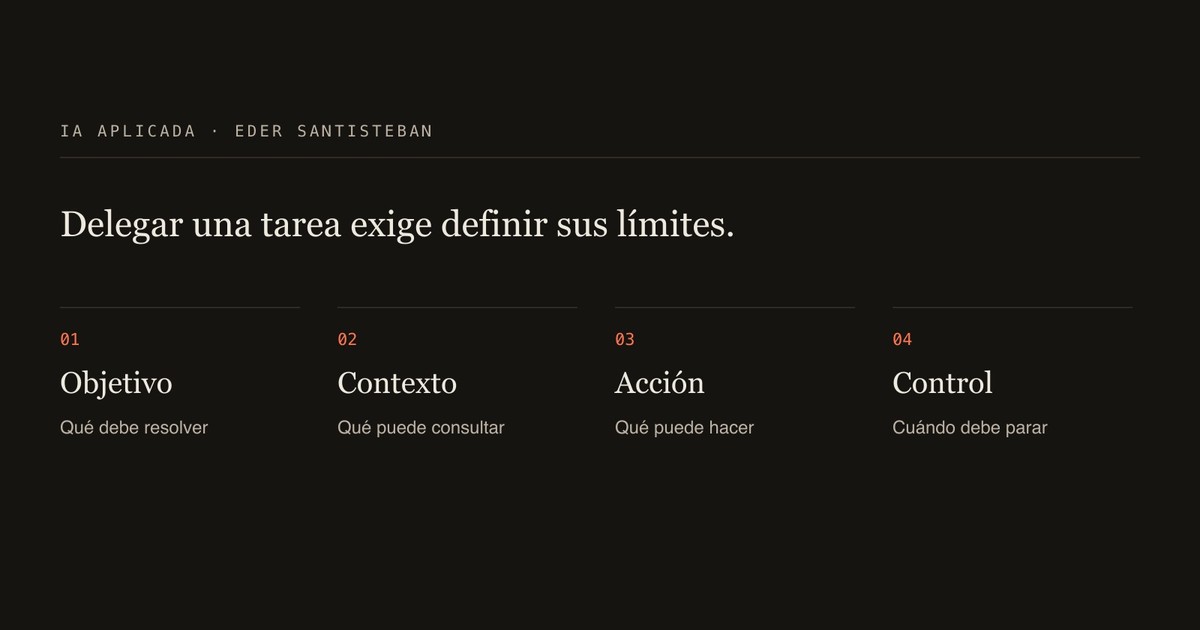 IA APLICADA · EDER SANTISTEBAN
Delegar una tarea exige definir sus límites.
01
Objetivo
Qué debe resolver
02
Contexto
Qué puede consultar
03
Acción
Qué puede hacer
04
Control
Cuándo debe parar